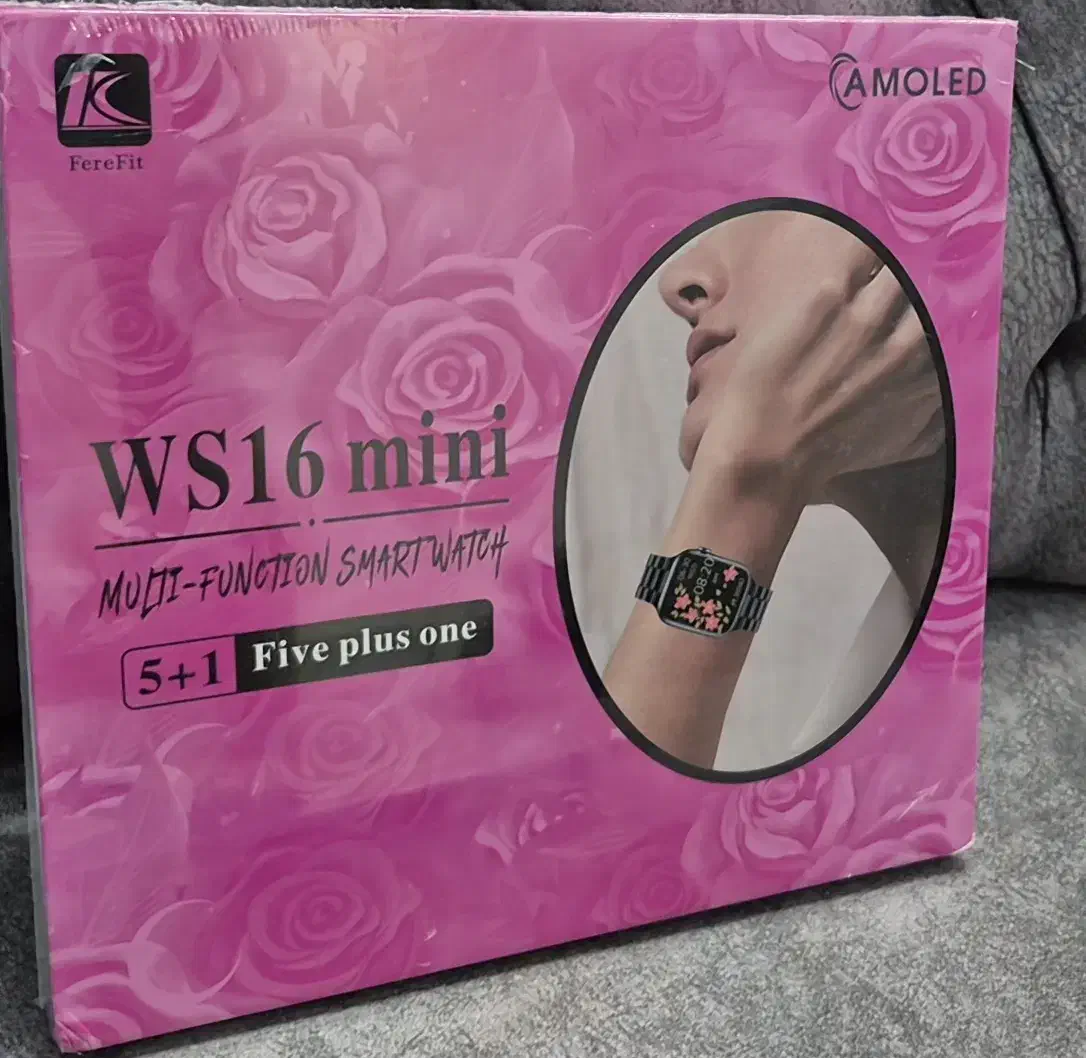 FereFit
AMOLED
WS16 mini
MULTI-FUNCTION SMARTWATCH
5+1 Five plus one
08:20